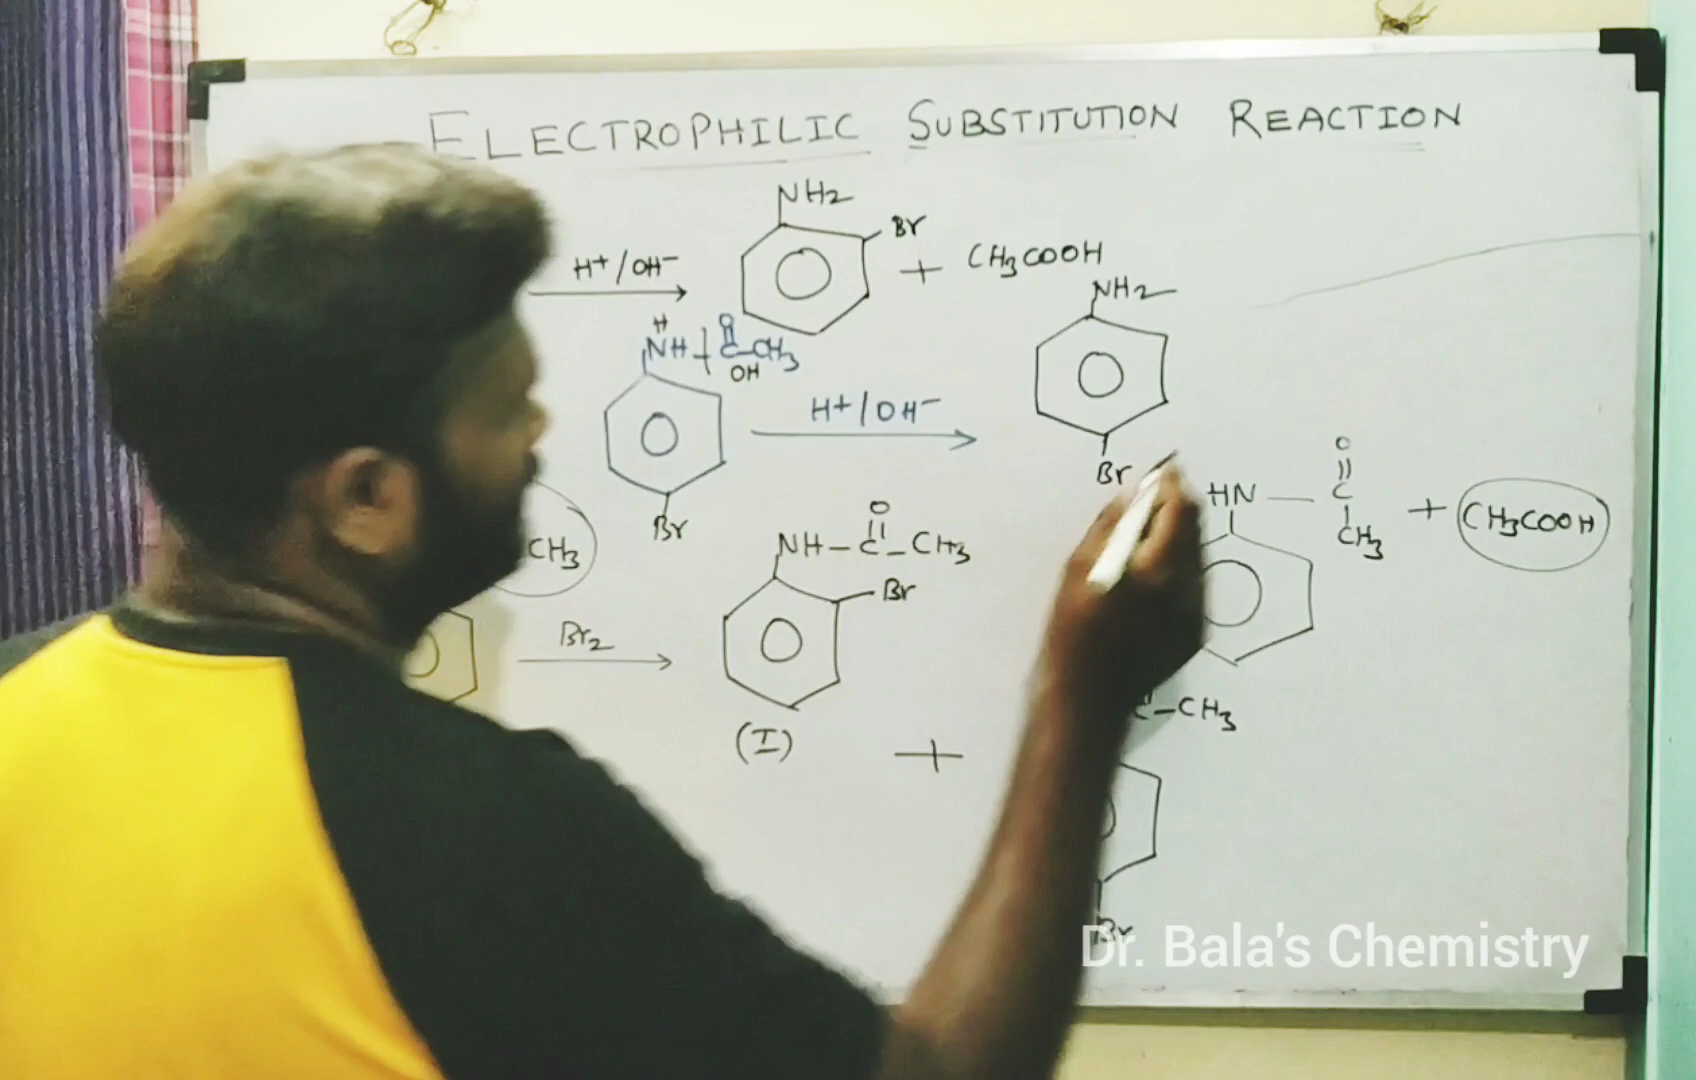 ELECTROPHILIC SUBSTITUTION REACTION
NH2
Br
H+/OH-
+ CH3COOH
NH2
H
NH
O
C-CH3
OH
H+/OH-
Br
Br
HN — C
O
CH3
+ CH3COOH
CH3
O
NH-C-CH3
Br
Br2
(I)
+
C-CH3
Br
Dr. Bala's Chemistry